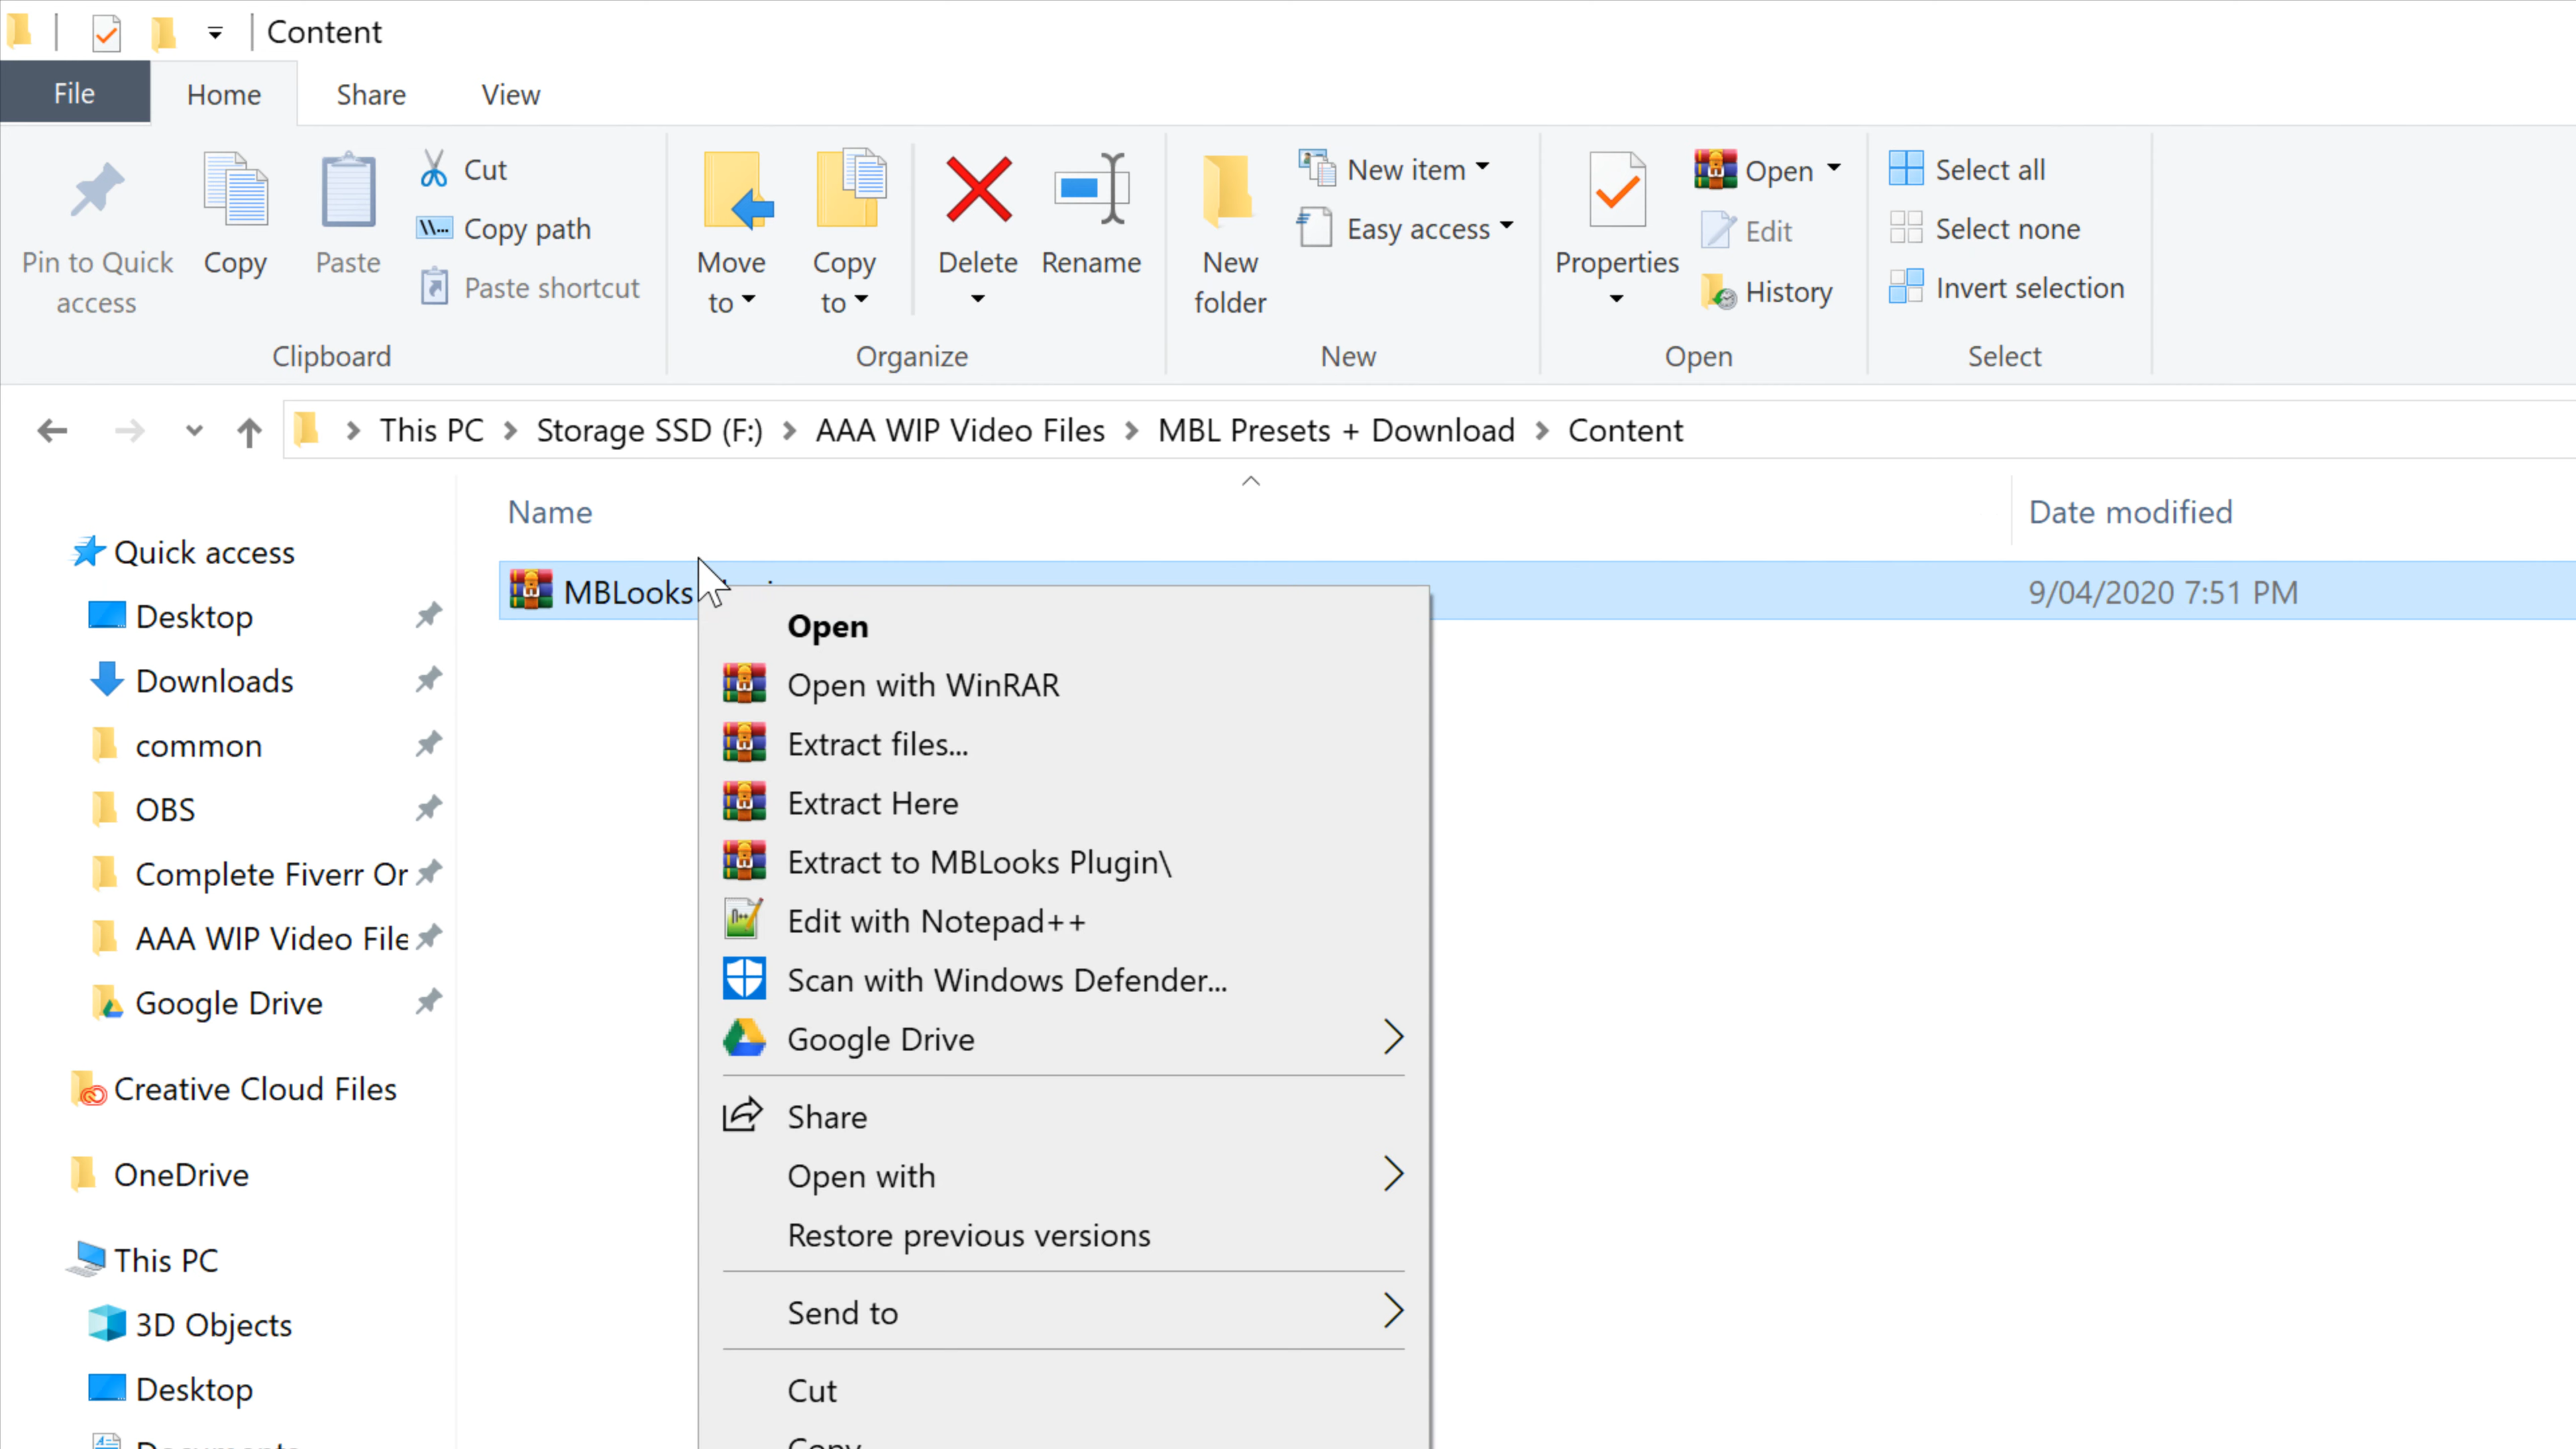 Content
File Home Share View
Cut
Copy path
Paste shortcut
Pin to Quick access
Copy
Paste
Clipboard
Move to
Copy to
Delete
Rename
Organize
New folder
New item
Easy access
New
Properties
Open
Edit
History
Open
Select all
Select none
Invert selection
Select
This PC Storage SSD (F:) AAA WIP Video Files MBL Presets + Download Content
Name Date modified
MBLooks 9/04/2020 7:51 PM
Quick access
Desktop
Downloads
common
OBS
Complete Fiverr Or
AAA WIP Video File
Google Drive
Creative Cloud Files
OneDrive
This PC
3D Objects
Desktop
Open
Open with WinRAR
Extract files...
Extract Here
Extract to MBLooks Plugin\
Edit with Notepad++
Scan with Windows Defender...
Google Drive
Share
Open with
Restore previous versions
Send to
Cut